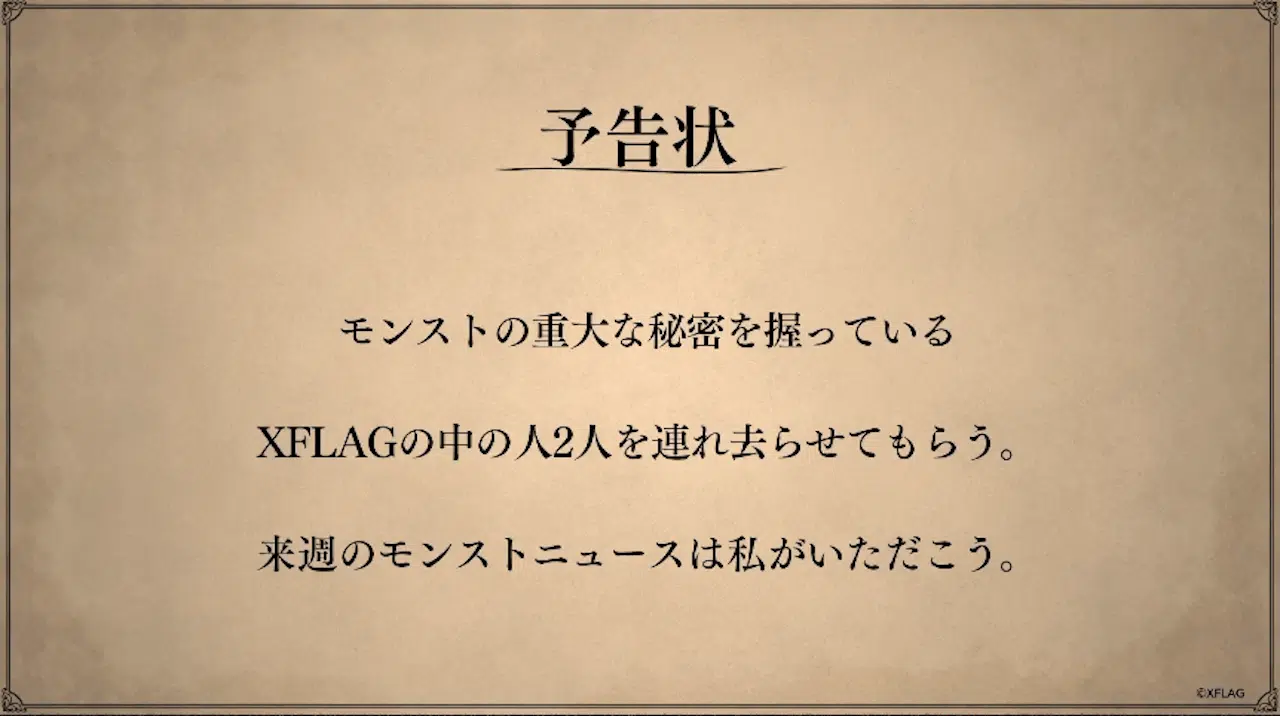 予告状
モンストの重大な秘密を握っている
XFLAGの中の人2人を連れ去らせてもらう。
来週のモンストニュースは私がいただこう。
©XFLAG